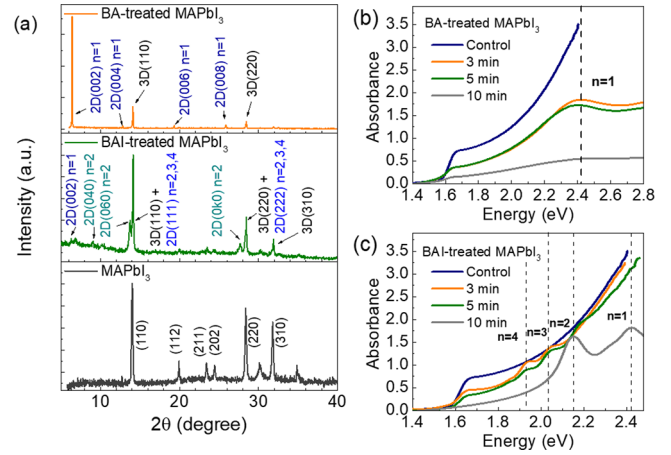 (a)
BA-treated MAPbI3
2D(002) n=1
2D(004) n=1
3D(110)
2D(006) n=1
2D(008) n=1
3D(220)
BAI-treated MAPbI3
2D(002) n=1
2D(040) n=2
2D(060) n=2
3D(110) +
2D(111) n=2,3,4
2D(0k0) n=2
3D(220) +
2D(222) n=2,3,4
3D(310)
MAPbI3
(110)
(112)
(211)
(202)
(220)
(310)
Intensity (a.u.)
10 20 30 40
2θ (degree)
(b)
BA-treated MAPbI3
Control
3 min
5 min
10 min
n=1
Absorbance
3.5
3.0
2.5
2.0
1.5
1.0
0.5
0.0
1.4 1.6 1.8 2.0 2.2 2.4 2.6 2.8
Energy (eV)
(c)
BAI-treated MAPbI3
Control
3 min
5 min
10 min
n=4
n=3
n=2
n=1
Absorbance
3.5
3.0
2.5
2.0
1.5
1.0
0.5
0.0
1.4 1.6 1.8 2.0 2.2 2.4
Energy (eV)